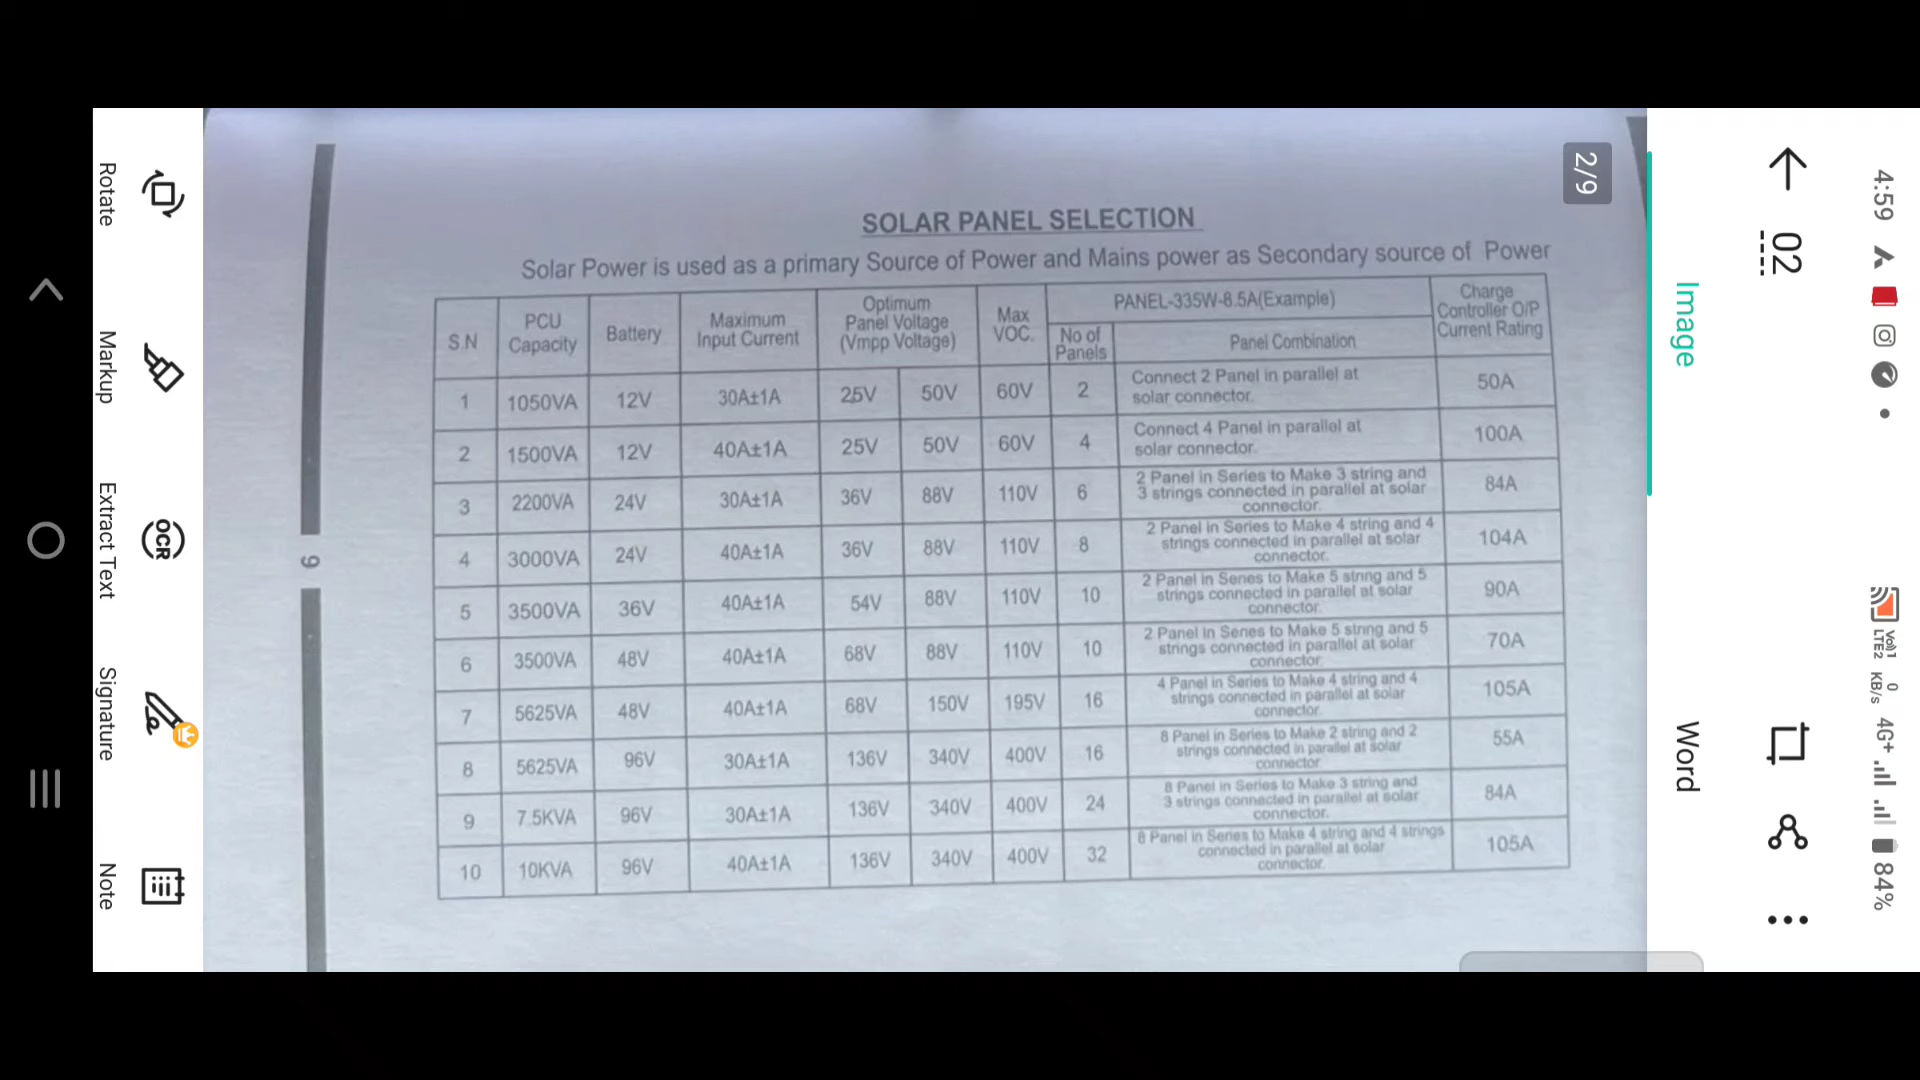 4:59
LTE2
0 KB/s
4G+
84%
02
Image
Word
2/9
SOLAR PANEL SELECTION
Solar Power is used as a primary Source of Power and Mains power as Secondary source of Power
S.N PCU Capacity Battery Maximum Input Current Optimum Panel Voltage (Vmpp Voltage) Max VOC. PANEL-335W-8.5A(Example) Charge Controller O/P Current Rating
No of Panels Panel Combination
1 1050VA 12V 30A±1A 25V 50V 60V 2 Connect 2 Panel in parallel at solar connector. 50A
2 1500VA 12V 40A±1A 25V 50V 60V 4 Connect 4 Panel in parallel at solar connector. 100A
3 2200VA 24V 30A±1A 36V 88V 110V 6 2 Panel in Series to Make 3 string and 3 strings connected in parallel at solar connector. 84A
4 3000VA 24V 40A±1A 36V 88V 110V 8 2 Panel in Series to Make 4 string and 4 strings connected in parallel at solar connector. 104A
5 3500VA 36V 40A±1A 54V 88V 110V 10 2 Panel in Series to Make 5 string and 5 strings connected in parallel at solar connector. 90A
6 3500VA 48V 40A±1A 68V 88V 110V 10 2 Panel in Series to Make 5 string and 5 strings connected in parallel at solar connector. 70A
7 5625VA 48V 40A±1A 68V 150V 195V 16 4 Panel in Series to Make 4 string and 4 strings connected in parallel at solar connector. 105A
8 5625VA 96V 30A±1A 136V 340V 400V 16 8 Panel in Series to Make 2 string and 2 strings connected in parallel at solar connector 55A
9 7.5KVA 96V 30A±1A 136V 340V 400V 24 8 Panel in Series to Make 3 string and 3 strings connected in parallel at solar connector. 84A
10 10KVA 96V 40A±1A 136V 340V 400V 32 8 Panel in Series to Make 4 string and 4 strings connected in parallel at solar connector. 105A
9
Rotate
Markup
OCR
Extract Text
Signature
Note